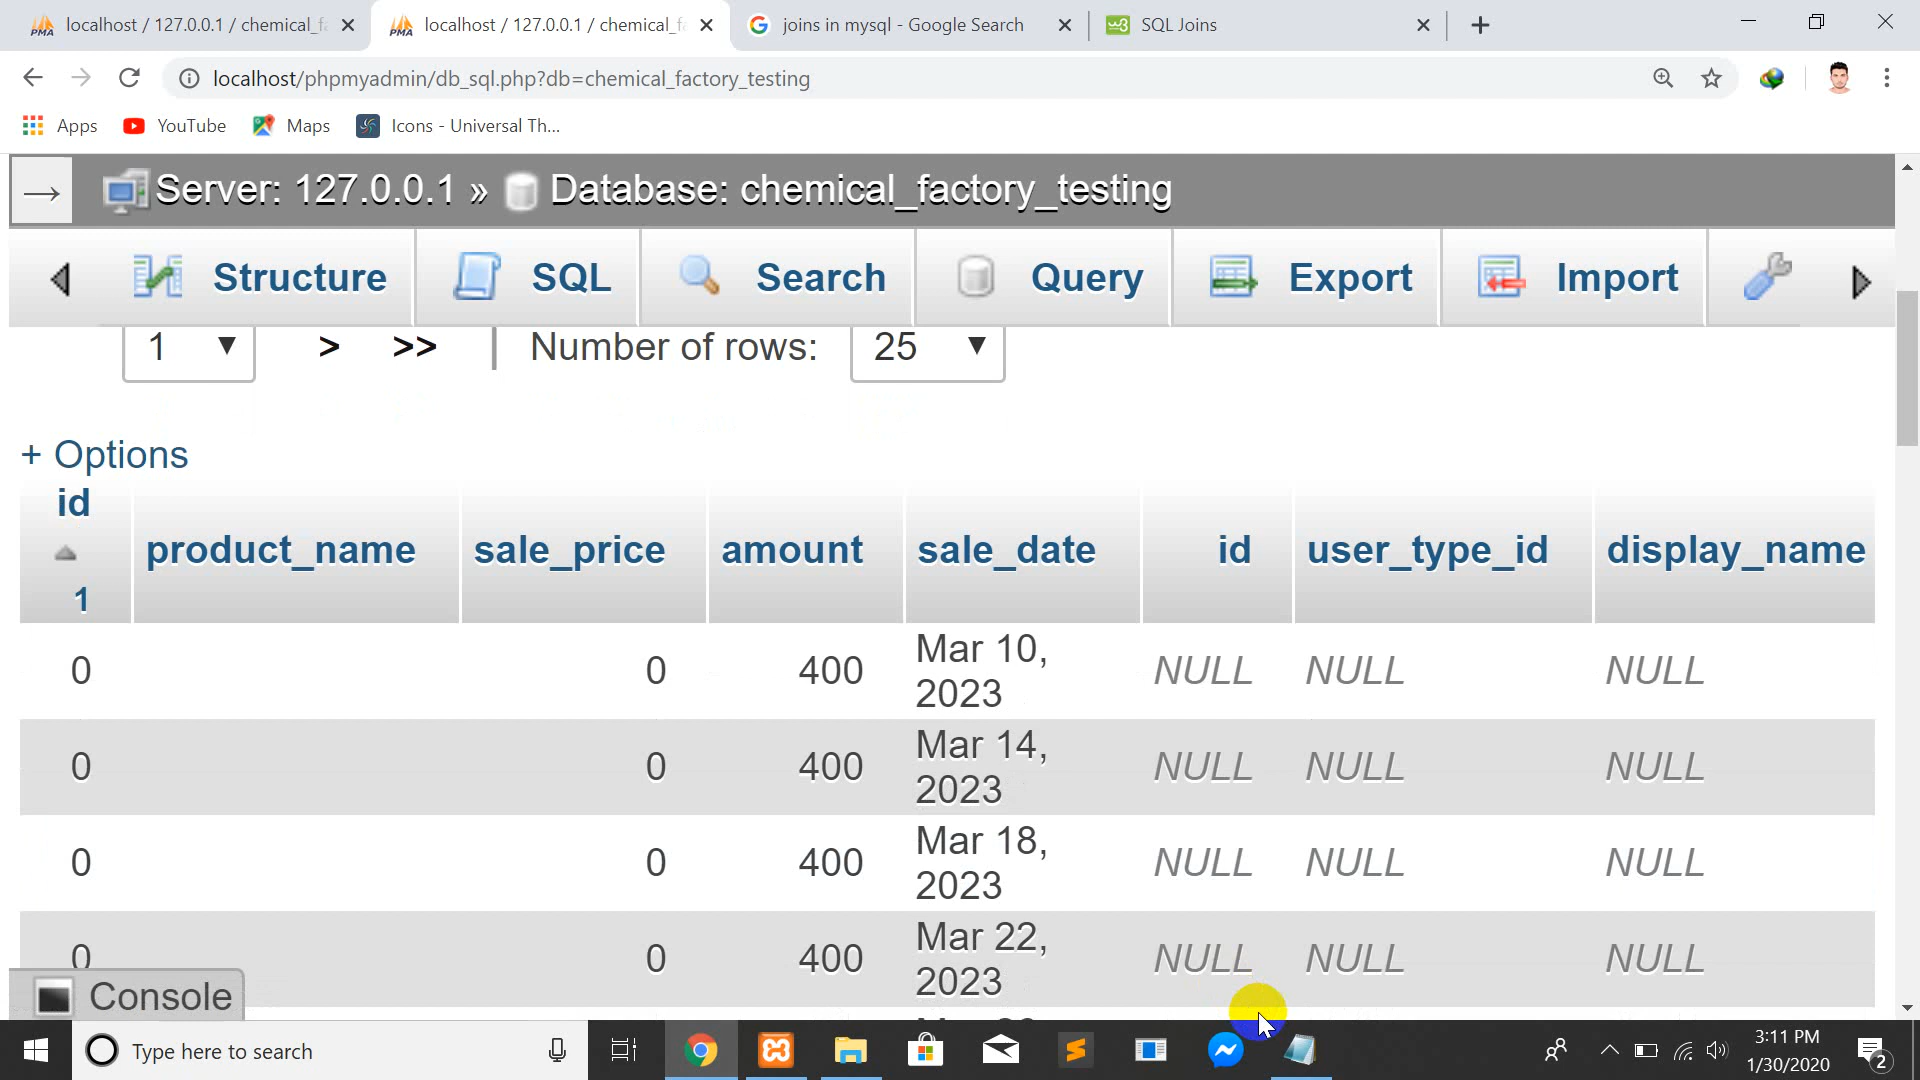 localhost / 127.0.0.1 / chemical_fa
localhost / 127.0.0.1 / chemical_fa
joins in mysql - Google Search
SQL Joins
localhost/phpmyadmin/db_sql.php?db=chemical_factory_testing
Apps
YouTube
Maps
Icons - Universal Th...
Server: 127.0.0.1 » Database: chemical_factory_testing
Structure
SQL
Search
Query
Export
Import
1 > >> | Number of rows: 25
+ Options
id 1 product_name sale_price amount sale_date id user_type_id display_name
0 0 400 Mar 10, 2023 NULL NULL NULL
0 0 400 Mar 14, 2023 NULL NULL NULL
0 0 400 Mar 18, 2023 NULL NULL NULL
0 0 400 Mar 22, 2023 NULL NULL NULL
Console
Type here to search
3:11 PM
1/30/2020
2